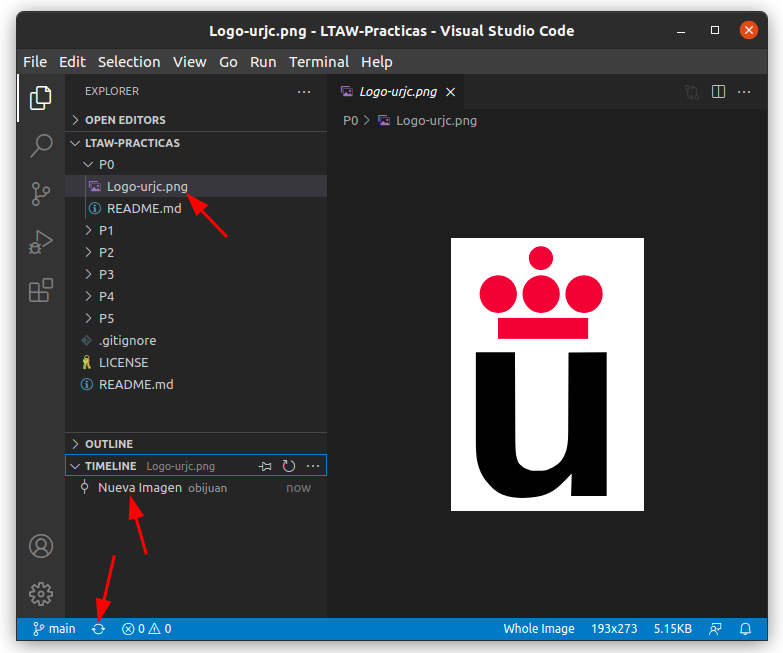 Logo-urjc.png - LTAW-Practicas - Visual Studio Code
File Edit Selection View Go Run Terminal Help
EXPLORER
OPEN EDITORS
LTAW-PRACTICAS
P0
Logo-urjc.png
README.md
P1
P2
P3
P4
P5
.gitignore
LICENSE
README.md
OUTLINE
TIMELINE Logo-urjc.png
Nueva Imagen obijuan now
Logo-urjc.png
P0 > Logo-urjc.png
u
main 0 0 Whole Image 193x273 5.15KB